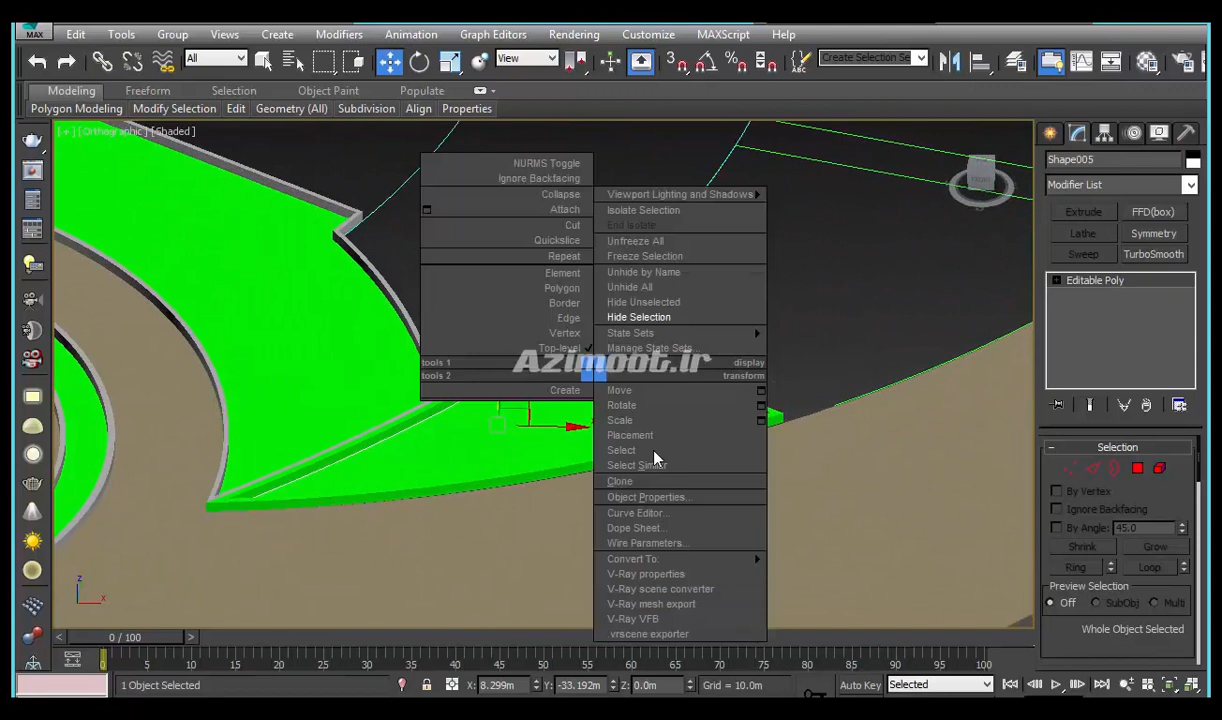 MAX Edit Tools Group Views Create Modifiers Animation Graph Editors Rendering Customize MAXScript Help
All View 3 Create Selection Se
Modeling Freeform Selection Object Paint Populate
Polygon Modeling Modify Selection Edit Geometry (All) Subdivision Align Properties
[+] [Orthographic] [Shaded]
Shape005
Modifier List
Extrude FFD(box)
Lathe Symmetry
Sweep TurboSmooth
Editable Poly
NURMS Toggle
Ignore Backfacing
Collapse
Attach
Cut
Quickslice
Repeat
Element
Polygon
Border
Edge
Vertex
Top-level
tools 1
tools 2
Create
Viewport Lighting and Shadows
Isolate Selection
End Isolate
Unfreeze All
Freeze Selection
Unhide by Name
Unhide All
Hide Unselected
Hide Selection
State Sets
Manage State Sets...
display
transform
Move
Rotate
Scale
Placement
Select
Select Similar
Clone
Object Properties...
Curve Editor...
Dope Sheet...
Wire Parameters...
Convert To:
V-Ray properties
V-Ray scene converter
V-Ray mesh export
V-Ray VFB
.vrscene exporter
Azimoot.ir
Selection
By Vertex
Ignore Backfacing
By Angle: 45.0
Shrink Grow
Ring Loop
Preview Selection
Off SubObj Multi
Whole Object Selected
z
x
< 0 / 100 >
0 5 10 15 20 25 30 35 40 45 50 55 60 65 70 75 80 85 90 95 100
1 Object Selected X: 8.299m Y: -33.192m Z: 0.0m Grid = 10.0m Auto Key Selected